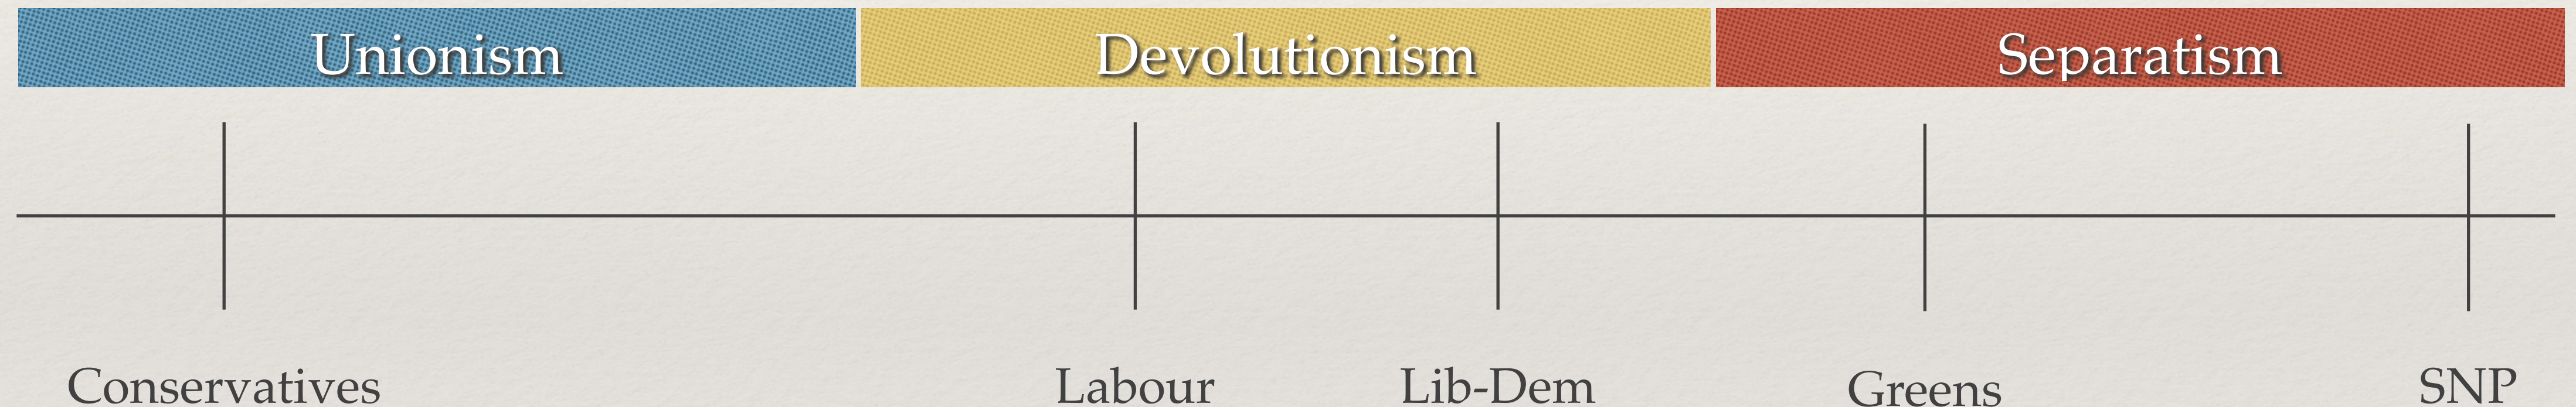 Unionism Devolutionism Separatism
Conservatives Labour Lib-Dem Greens SNP